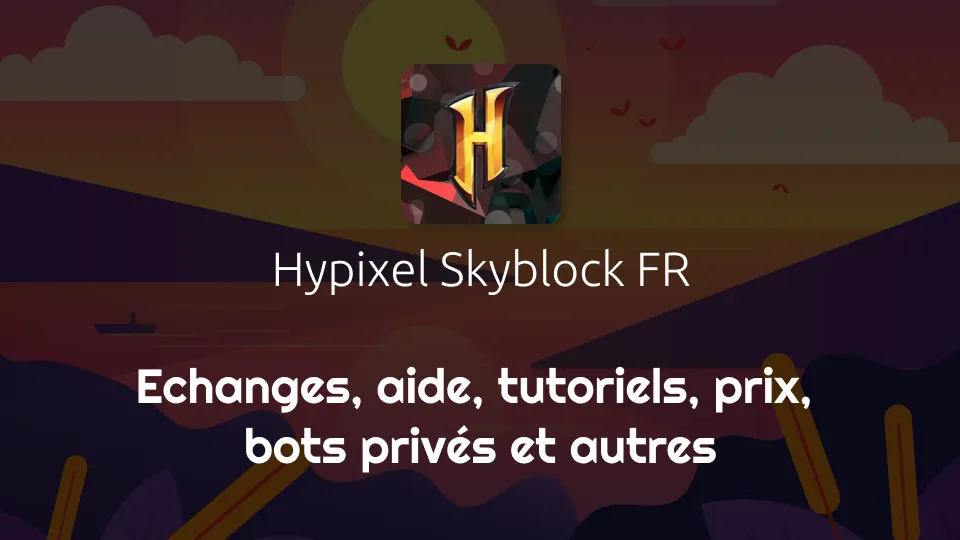 H
Hypixel Skyblock FR
Echanges, aide, tutoriels, prix,
bots privés et autres